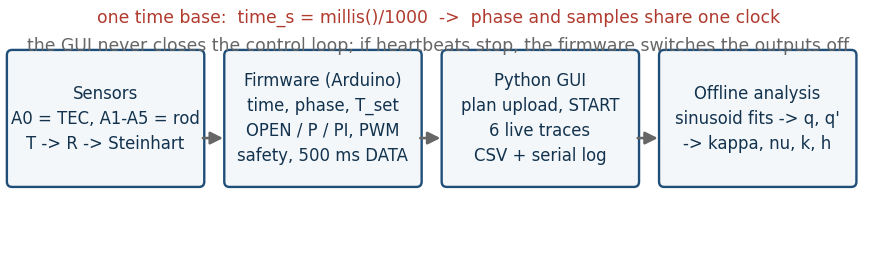 one time base:  time_s = millis()/1000  ->  phase and samples share one clock
the GUI never closes the control loop; if heartbeats stop, the firmware switches the outputs off
Sensors
A0 = TEC, A1-A5 = rod
T -> R -> Steinhart
Firmware (Arduino)
time, phase, T_set
OPEN / P / PI, PWM
safety, 500 ms DATA
Python GUI
plan upload, START
6 live traces
CSV + serial log
Offline analysis
sinusoid fits -> q, q'
-> kappa, nu, k, h